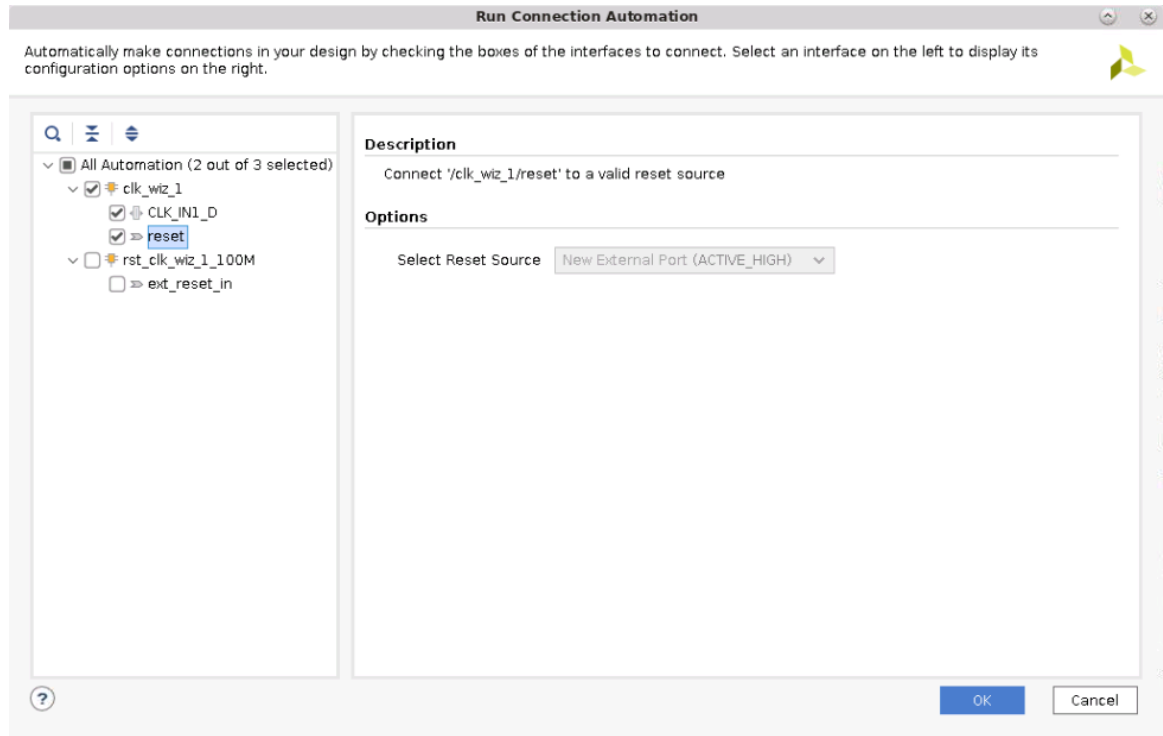 Run Connection Automation
Automatically make connections in your design by checking the boxes of the interfaces to connect. Select an interface on the left to display its
configuration options on the right.
All Automation (2 out of 3 selected)
clk_wiz_1
CLK_IN1_D
reset
rst_clk_wiz_1_100M
ext_reset_in
Description
Connect '/clk_wiz_1/reset' to a valid reset source
Options
Select Reset Source New External Port (ACTIVE_HIGH)
?
OK Cancel